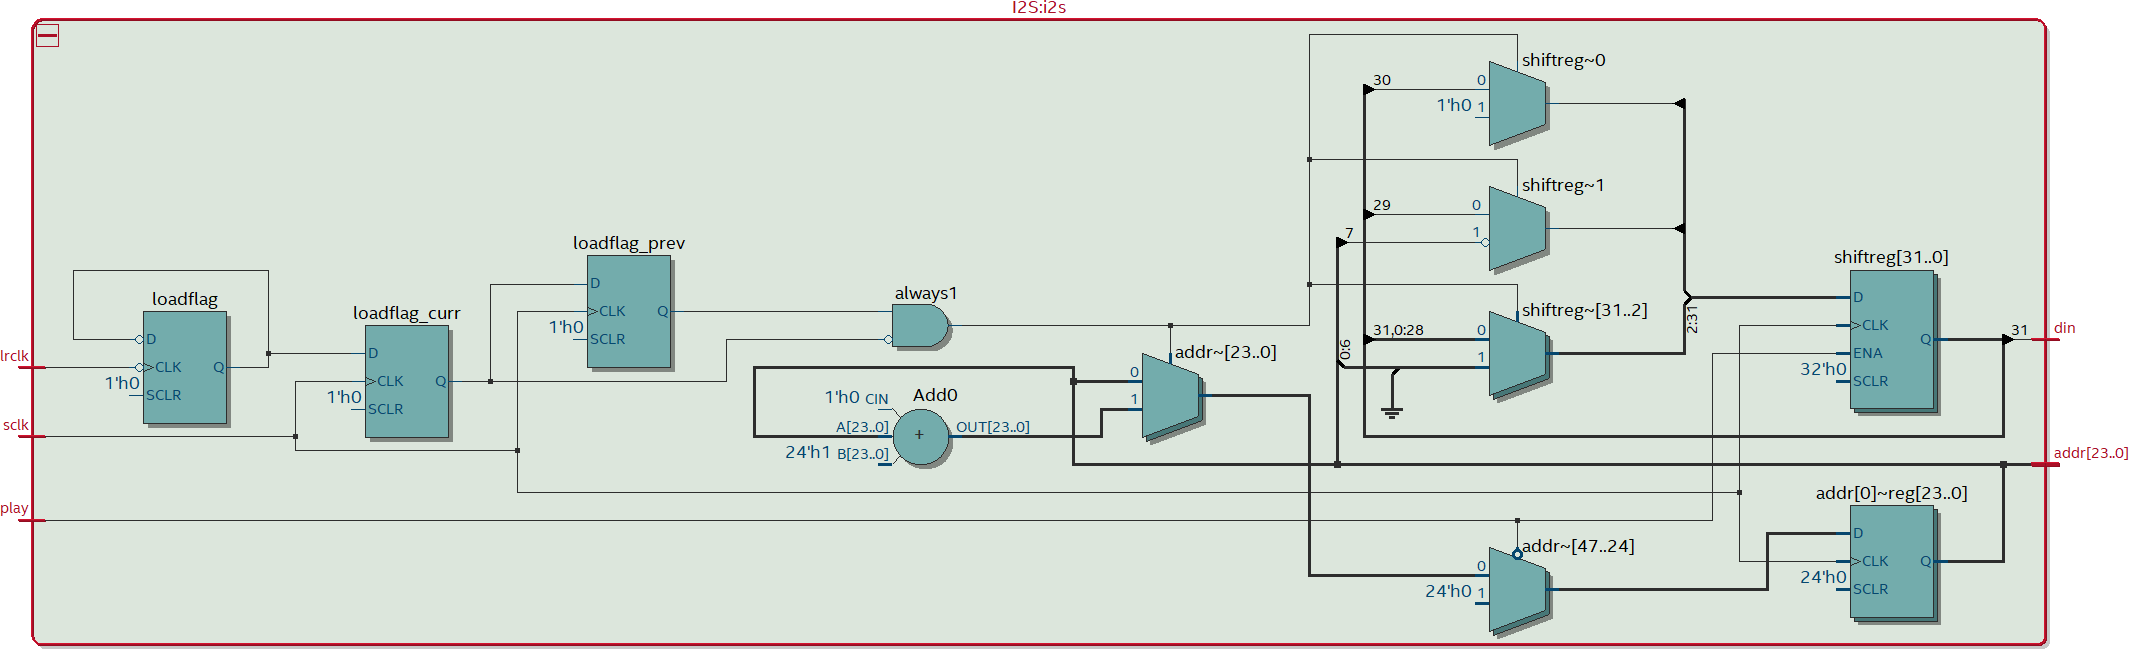 I2S:i2s
shiftreg~0
30
0
1'h0 1
shiftreg~1
29
0
7
1
loadflag_prev
D
CLK
Q
1'h0
SCLR
shiftreg[31..0]
D
CLK
Q
ENA
32'h0
SCLR
31
din
loadflag
D
CLK
Q
1'h0
SCLR
lrclk
loadflag_curr
D
CLK
Q
1'h0
SCLR
always1
shiftreg~[31..2]
31,0:28
0
1
0:6
2:31
addr~[23..0]
0
1
Add0
1'h0 CIN
A[23..0]
+
OUT[23..0]
24'h1 B[23..0]
sclk
addr[23..0]
play
addr[0]~reg[23..0]
D
CLK
Q
24'h0
SCLR
addr~[47..24]
0
24'h0 1